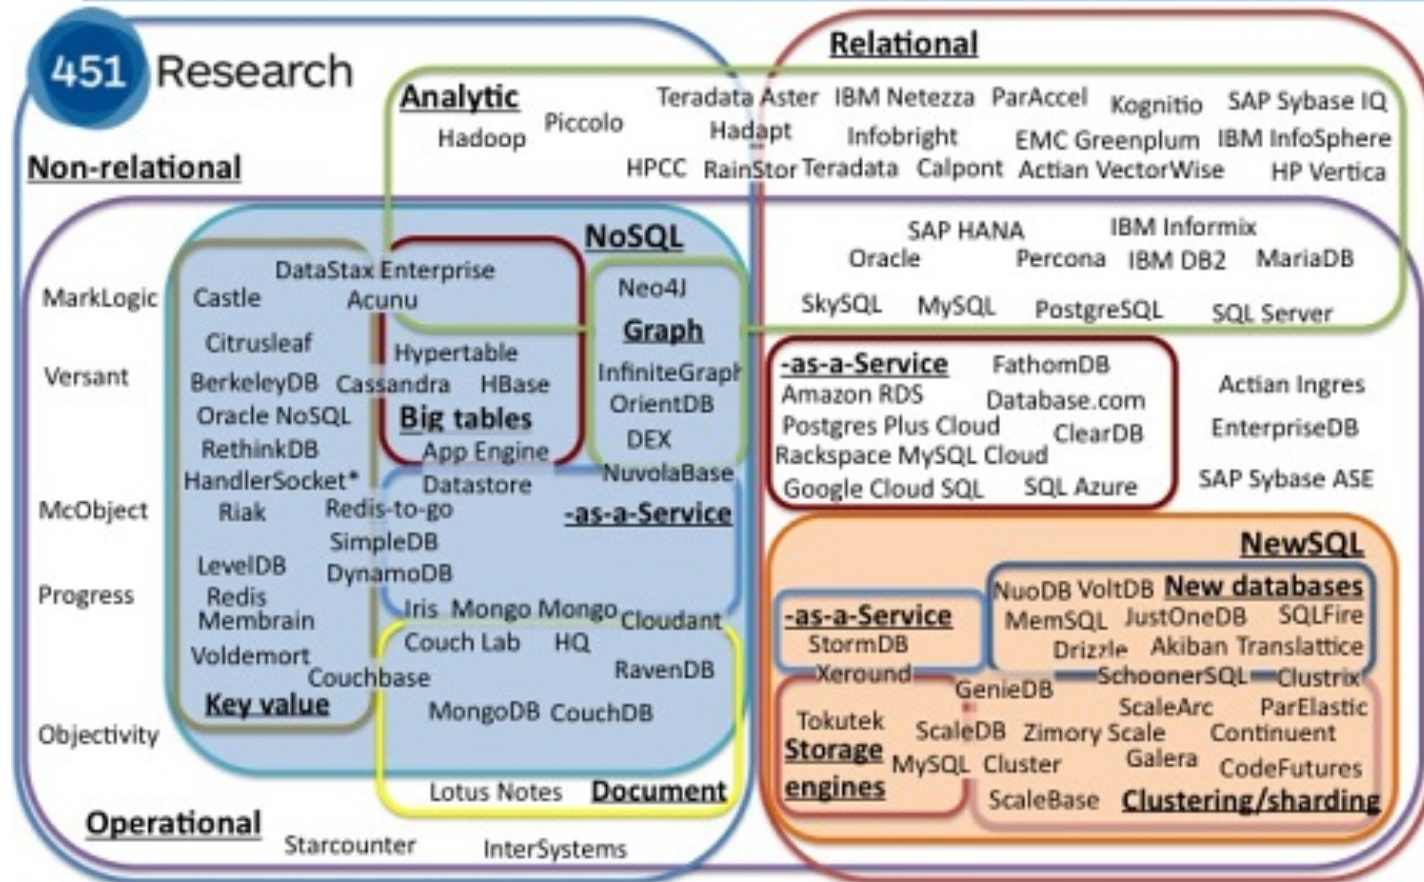 451 Research
Relational
Analytic
Teradata Aster IBM Netezza ParAccel Kognitio SAP Sybase IQ
Hadoop Piccolo Hadapt Infobright EMC Greenplum IBM InfoSphere
HPCC RainStor Teradata Calpont Actian VectorWise HP Vertica
Non-relational
NoSQL
SAP HANA IBM Informix
Oracle Percona IBM DB2 MariaDB
SkySQL MySQL PostgreSQL SQL Server
DataStax Enterprise
MarkLogic Castle Acunu Neo4J
Graph
Citrusleaf Hypertable
Versant BerkeleyDB Cassandra HBase InfiniteGraph
Oracle NoSQL Big tables OrientDB
RethinkDB App Engine DEX
HandlerSocket* Datastore NuvolaBase
McObject Riak Redis-to-go -as-a-Service
SimpleDB
LevelDB DynamoDB
Progress Redis Iris Mongo Mongo Cloudant
Membrain Couch Lab HQ
Voldemort Couchbase RavenDB
Key value MongoDB CouchDB
Objectivity
Lotus Notes Document
Operational
Starcounter InterSystems
-as-a-Service FathomDB
Amazon RDS Database.com
Postgres Plus Cloud ClearDB
Rackspace MySQL Cloud
Google Cloud SQL SQL Azure
Actian Ingres
EnterpriseDB
SAP Sybase ASE
NewSQL
NuoDB VoltDB New databases
-as-a-Service MemSQL JustOneDB SQLFire
StormDB Drizzle Akiban Translattice
Xeround GenieDB SchoonerSQL Clustrix
Tokutek ScaleArc ParElastic
Storage ScaleDB Zimory Scale Continuent
engines MySQL Cluster Galera CodeFutures
ScaleBase Clustering/sharding